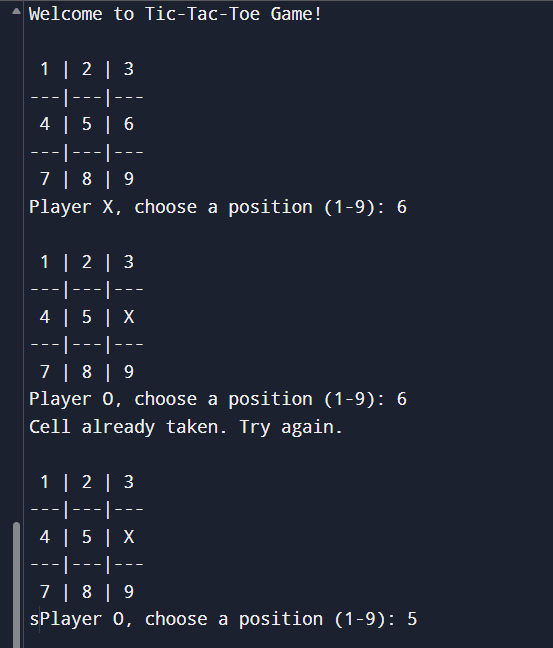 Welcome to Tic-Tac-Toe Game!
1 | 2 | 3
---|---|---
4 | 5 | 6
---|---|---
7 | 8 | 9
Player X, choose a position (1-9): 6
1 | 2 | 3
---|---|---
4 | 5 | X
---|---|---
7 | 8 | 9
Player O, choose a position (1-9): 6
Cell already taken. Try again.
1 | 2 | 3
---|---|---
4 | 5 | X
---|---|---
7 | 8 | 9
sPlayer O, choose a position (1-9): 5